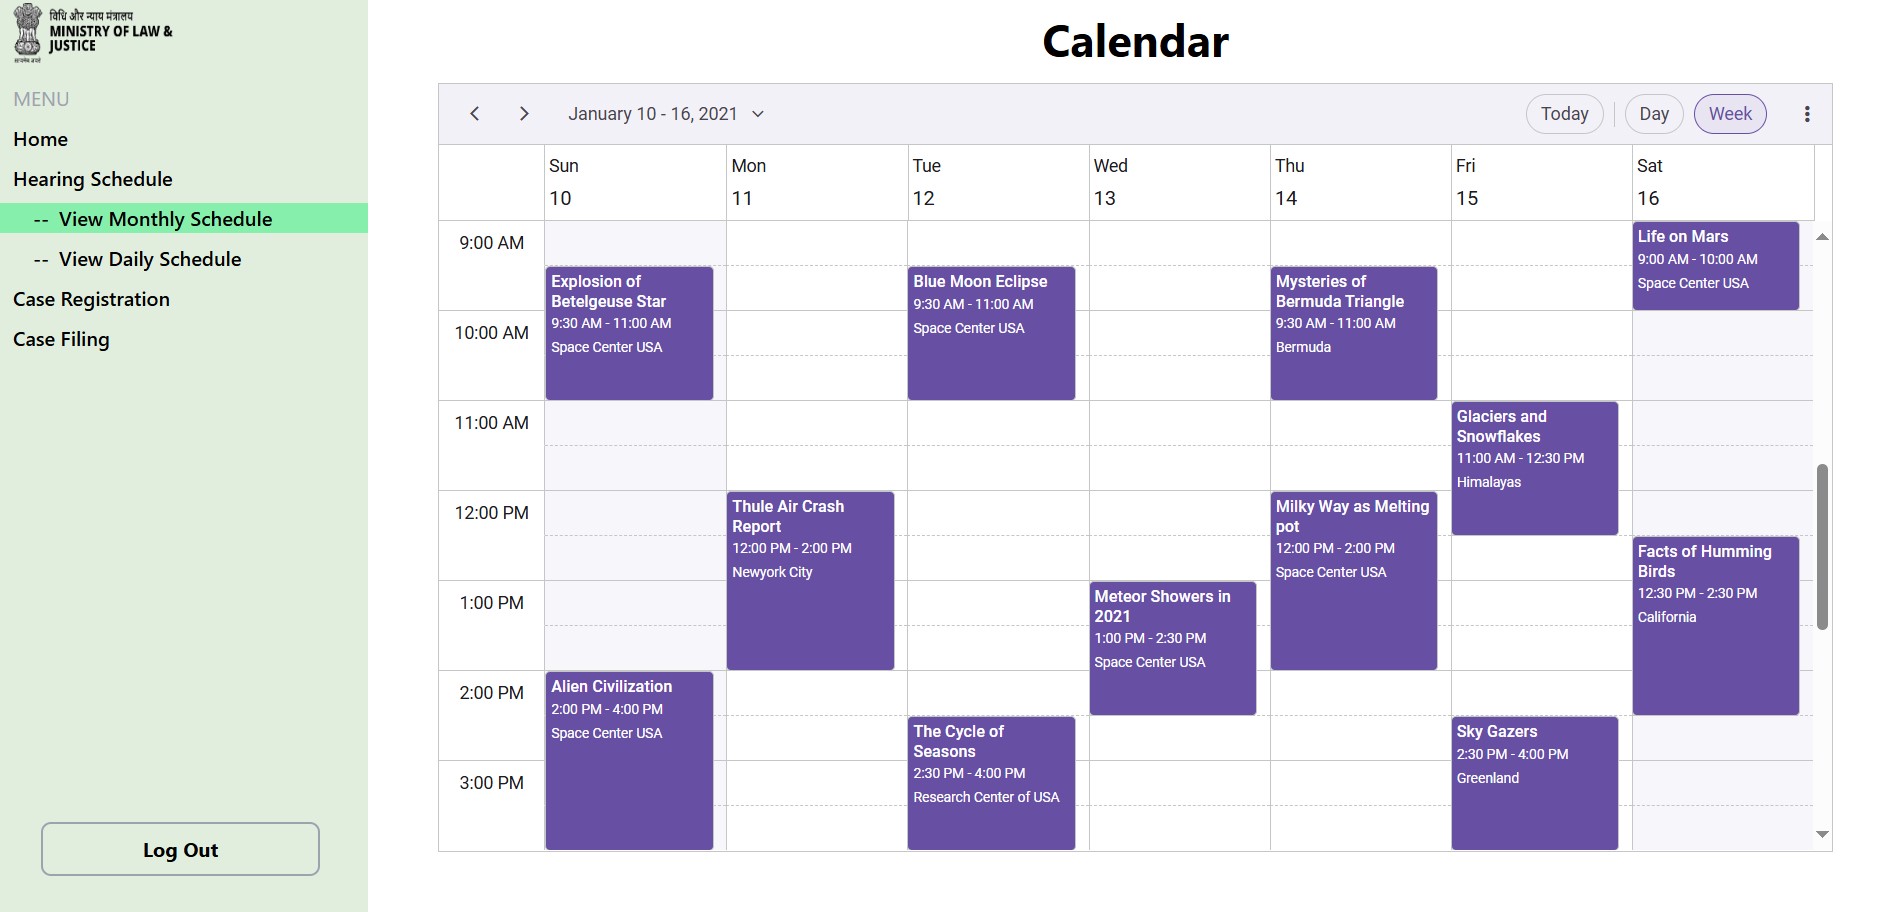 विधि और न्याय मंत्रालय
MINISTRY OF LAW &
JUSTICE
सत्यमेव जयते
MENU
Home
Hearing Schedule
-- View Monthly Schedule
-- View Daily Schedule
Case Registration
Case Filing
Log Out
Calendar
January 10 - 16, 2021
Today
Day
Week
Sun
10
Mon
11
Tue
12
Wed
13
Thu
14
Fri
15
Sat
16
9:00 AM
10:00 AM
11:00 AM
12:00 PM
1:00 PM
2:00 PM
3:00 PM
Explosion of
Betelgeuse Star
9:30 AM - 11:00 AM
Space Center USA
Alien Civilization
2:00 PM - 4:00 PM
Space Center USA
Thule Air Crash
Report
12:00 PM - 2:00 PM
Newyork City
Blue Moon Eclipse
9:30 AM - 11:00 AM
Space Center USA
The Cycle of
Seasons
2:30 PM - 4:00 PM
Research Center of USA
Meteor Showers in
2021
1:00 PM - 2:30 PM
Space Center USA
Mysteries of
Bermuda Triangle
9:30 AM - 11:00 AM
Bermuda
Milky Way as Melting
pot
12:00 PM - 2:00 PM
Space Center USA
Glaciers and
Snowflakes
11:00 AM - 12:30 PM
Himalayas
Sky Gazers
2:30 PM - 4:00 PM
Greenland
Life on Mars
9:00 AM - 10:00 AM
Space Center USA
Facts of Humming
Birds
12:30 PM - 2:30 PM
California